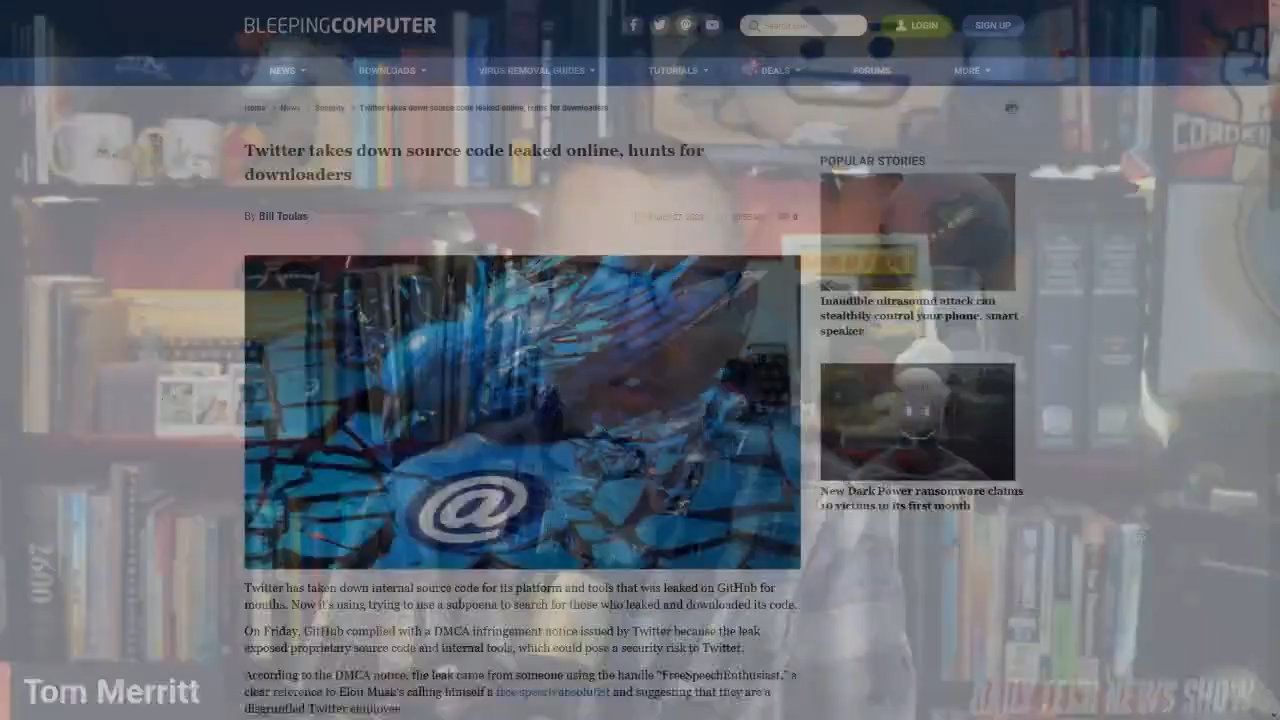 BLEEPINGCOMPUTER
LOGIN
SIGN UP
NEWS
DOWNLOADS
VIRUS REMOVAL GUIDES
TUTORIALS
DEALS
FORUMS
MORE
Home > News > Security > Twitter takes down source code leaked online, hunts for downloaders
Twitter takes down source code leaked online, hunts for
downloaders
By Bill Toulas
0
POPULAR STORIES
Inaudible ultrasound attack can
stealthily control your phone, smart
speaker
New Dark Power ransomware claims
10 victims in its first month
@
2600
Twitter has taken down internal source code for its platform and tools that was leaked on GitHub for
months. Now it's using trying to use a subpoena to search for those who leaked and downloaded its code.
On Friday, GitHub complied with a DMCA infringement notice issued by Twitter because the leak
exposed proprietary source code and internal tools, which could pose a security risk to Twitter.
According to the DMCA notice, the leak came from someone using the handle "FreeSpeechEnthusiast," a
clear reference to Elon Musk's calling himself a free speech absolutist and suggesting that they are a
disgruntled Twitter employee
Tom Merritt
DAILY TECH NEWS SHOW